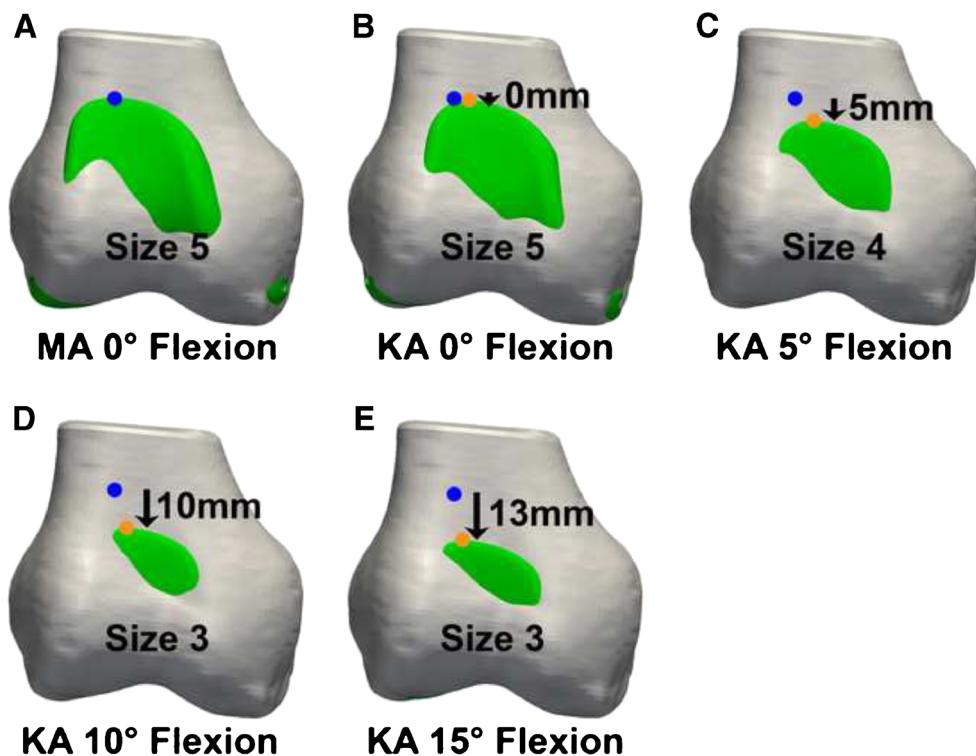 A
B
C
0mm
5mm
Size 5
Size 5
Size 4
MA 0° Flexion
KA 0° Flexion
KA 5° Flexion
D
E
10mm
13mm
Size 3
Size 3
KA 10° Flexion
KA 15° Flexion